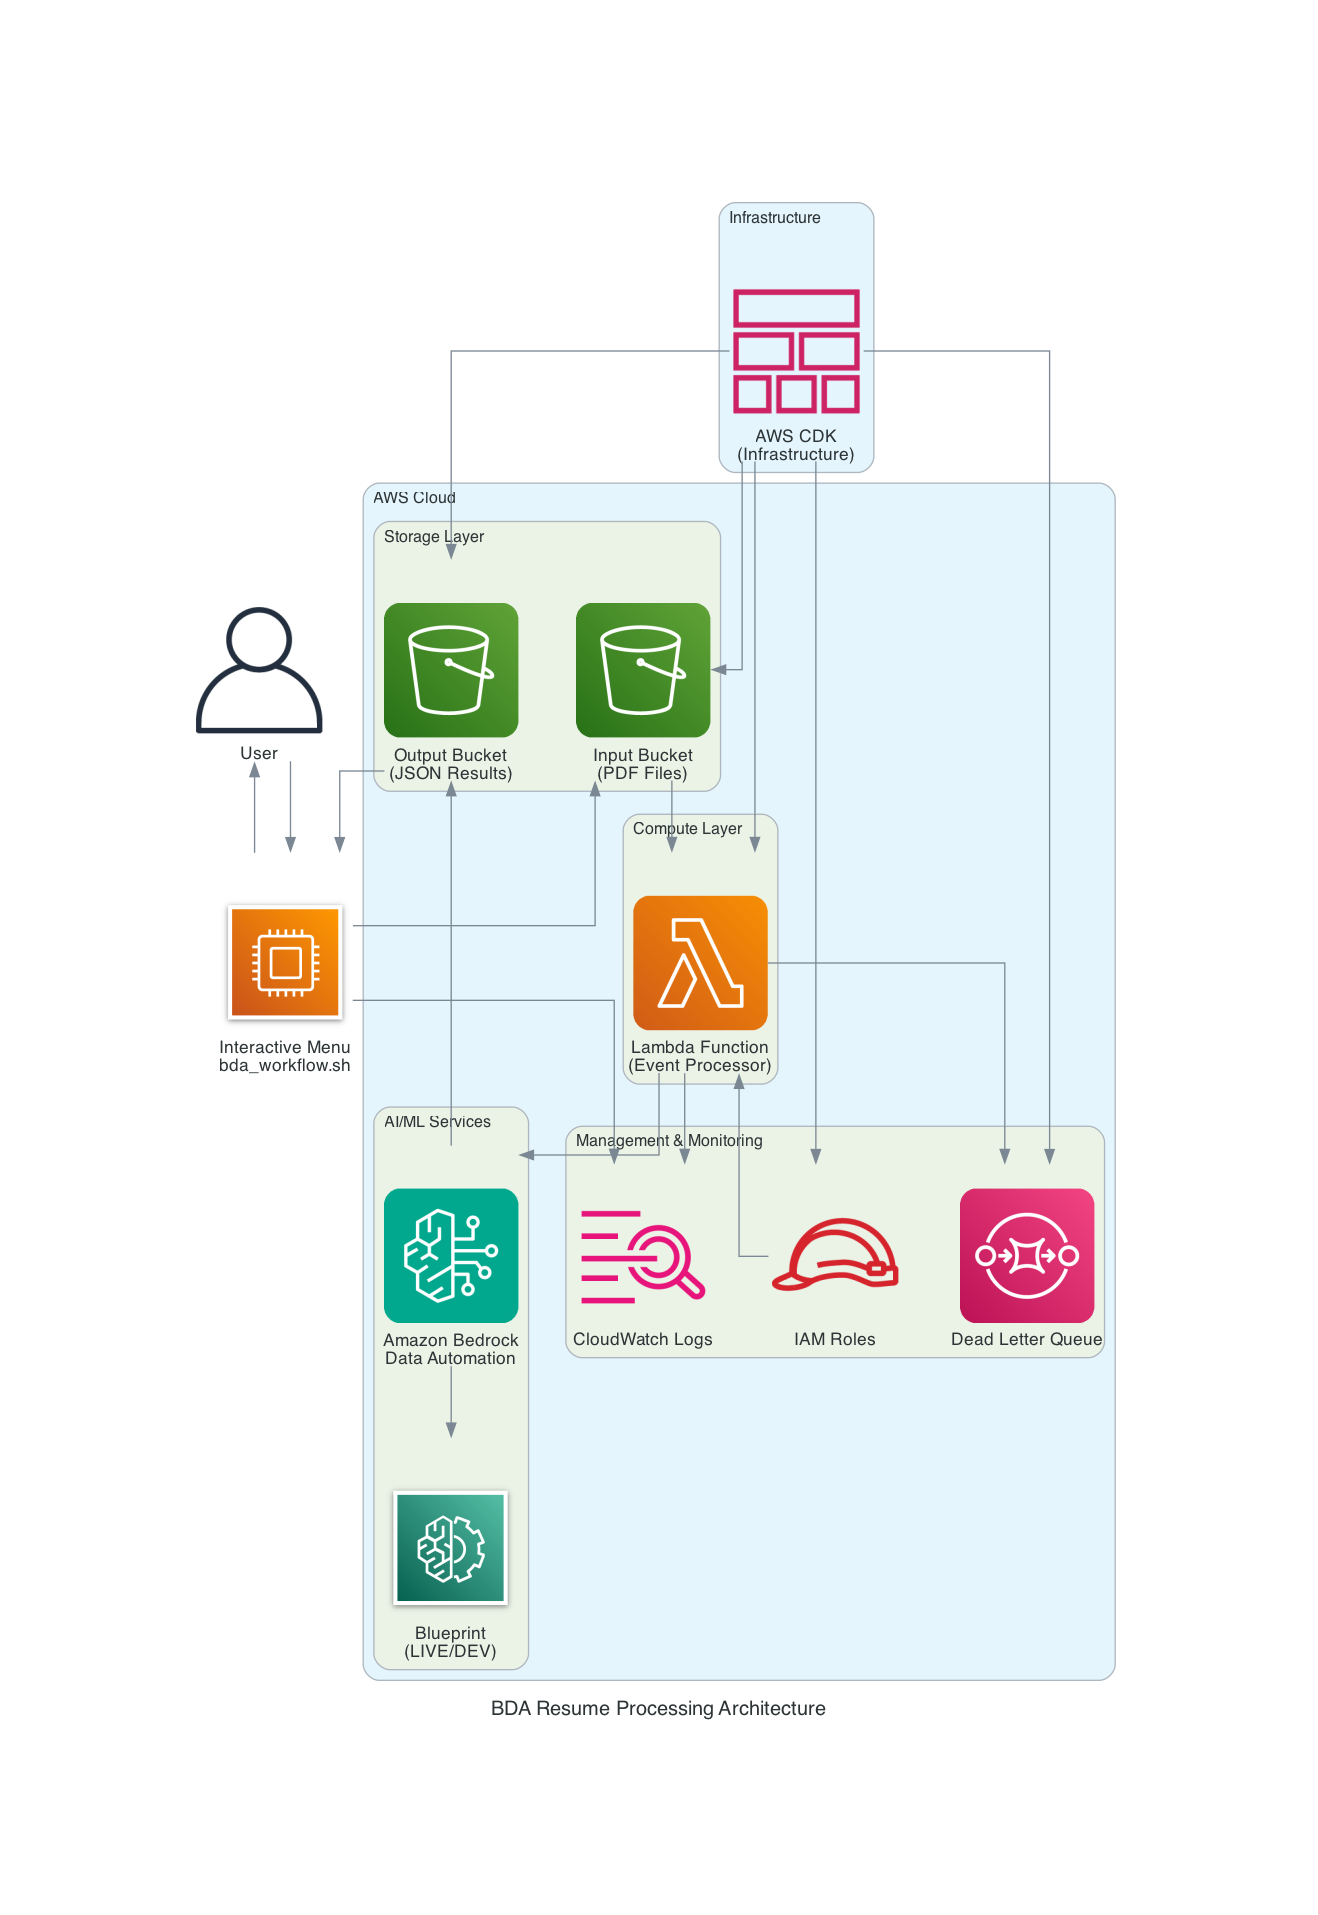 Infrastructure
AWS CDK
(Infrastructure)
AWS Cloud
Storage Layer
Output Bucket
(JSON Results)
Input Bucket
(PDF Files)
User
Compute Layer
Lambda Function
(Event Processor)
Interactive Menu
bda_workflow.sh
AI/ML Services
Amazon Bedrock
Data Automation
Management & Monitoring
CloudWatch Logs
IAM Roles
Dead Letter Queue
Blueprint
(LIVE/DEV)
BDA Resume Processing Architecture